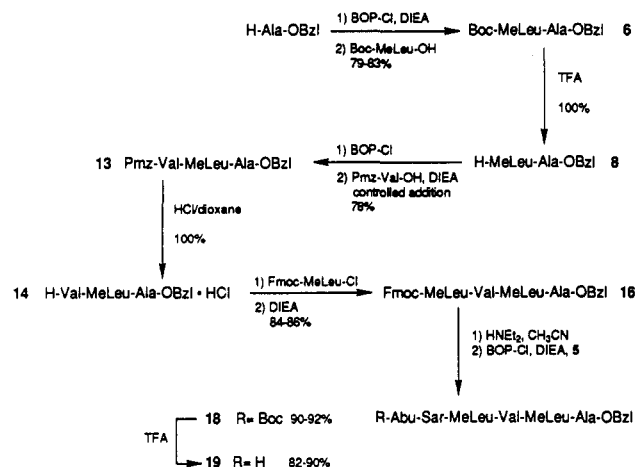 H-Ala-OBzl
1) BOP-Cl, DIEA
2) Boc-MeLeu-OH
79-83%
Boc-MeLeu-Ala-OBzl 6
TFA
100%
13 Pmz-Val-MeLeu-Ala-OBzl
1) BOP-Cl
2) Pmz-Val-OH, DIEA
controlled addition
78%
H-MeLeu-Ala-OBzl 8
HCl/dioxane
100%
14 H-Val-MeLeu-Ala-OBzl • HCl
1) Fmoc-MeLeu-Cl
2) DIEA
84-86%
Fmoc-MeLeu-Val-MeLeu-Ala-OBzl 16
1) HNEt₂, CH₃CN
2) BOP-Cl, DIEA, 5
R-Abu-Sar-MeLeu-Val-MeLeu-Ala-OBzl
TFA
18 R= Boc 90-92%
19 R= H 82-90%